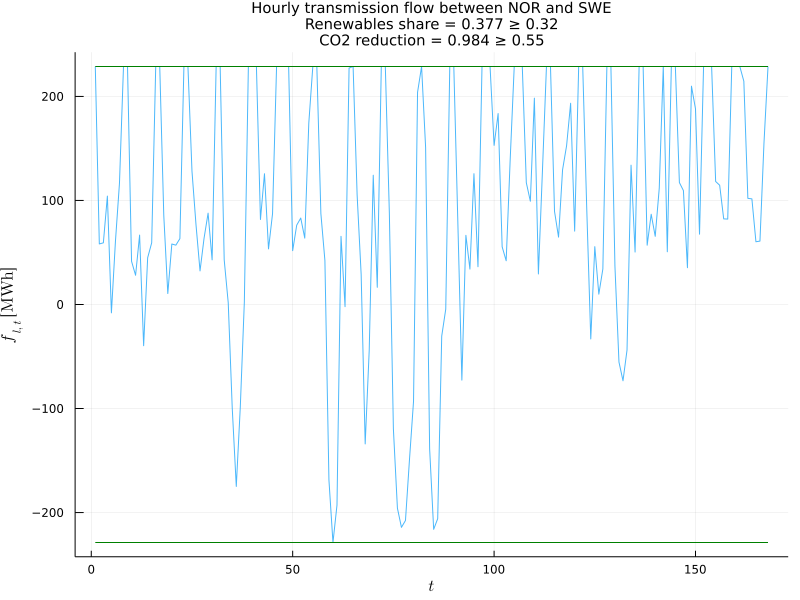 Hourly transmission flow between NOR and SWE
Renewables share = 0.377 ≥ 0.32
CO2 reduction = 0.984 ≥ 0.55
200
100
0
−100
−200
f l,t [MWh]
0 50 100 150
t